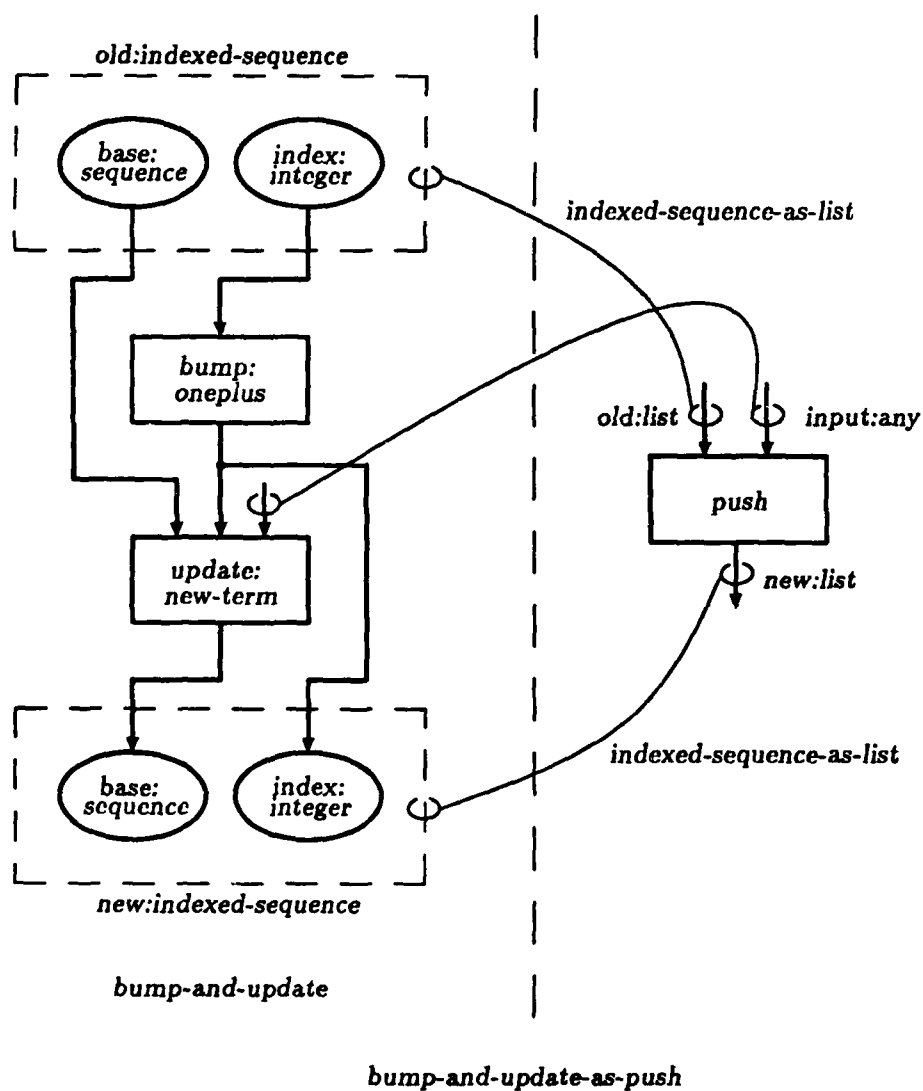 old:indexed-sequence
base:
sequence
index:
integer
indexed-sequence-as-list
bump:
oneplus
old:list
input:any
push
update:
new-term
new:list
indexed-sequence-as-list
base:
sequence
index:
integer
new:indexed-sequence
bump-and-update
bump-and-update-as-push